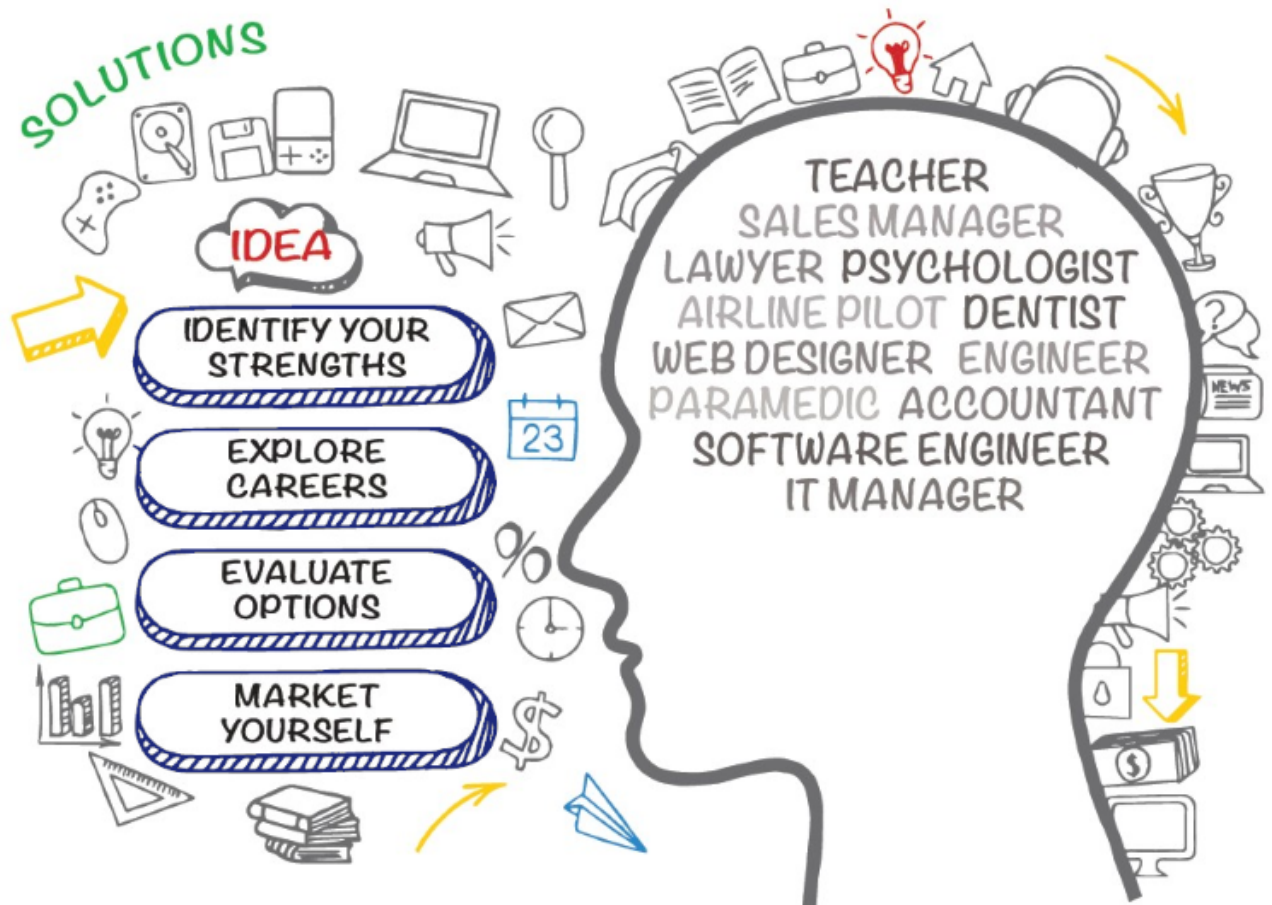 SOLUTIONS
IDEA
IDENTIFY YOUR
STRENGTHS
EXPLORE
CAREERS
EVALUATE
OPTIONS
MARKET
YOURSELF
23
%
$
TEACHER
SALES MANAGER
LAWYER PSYCHOLOGIST
AIRLINE PILOT DENTIST
WEB DESIGNER ENGINEER
PARAMEDIC ACCOUNTANT
SOFTWARE ENGINEER
IT MANAGER
?
NEWS
$